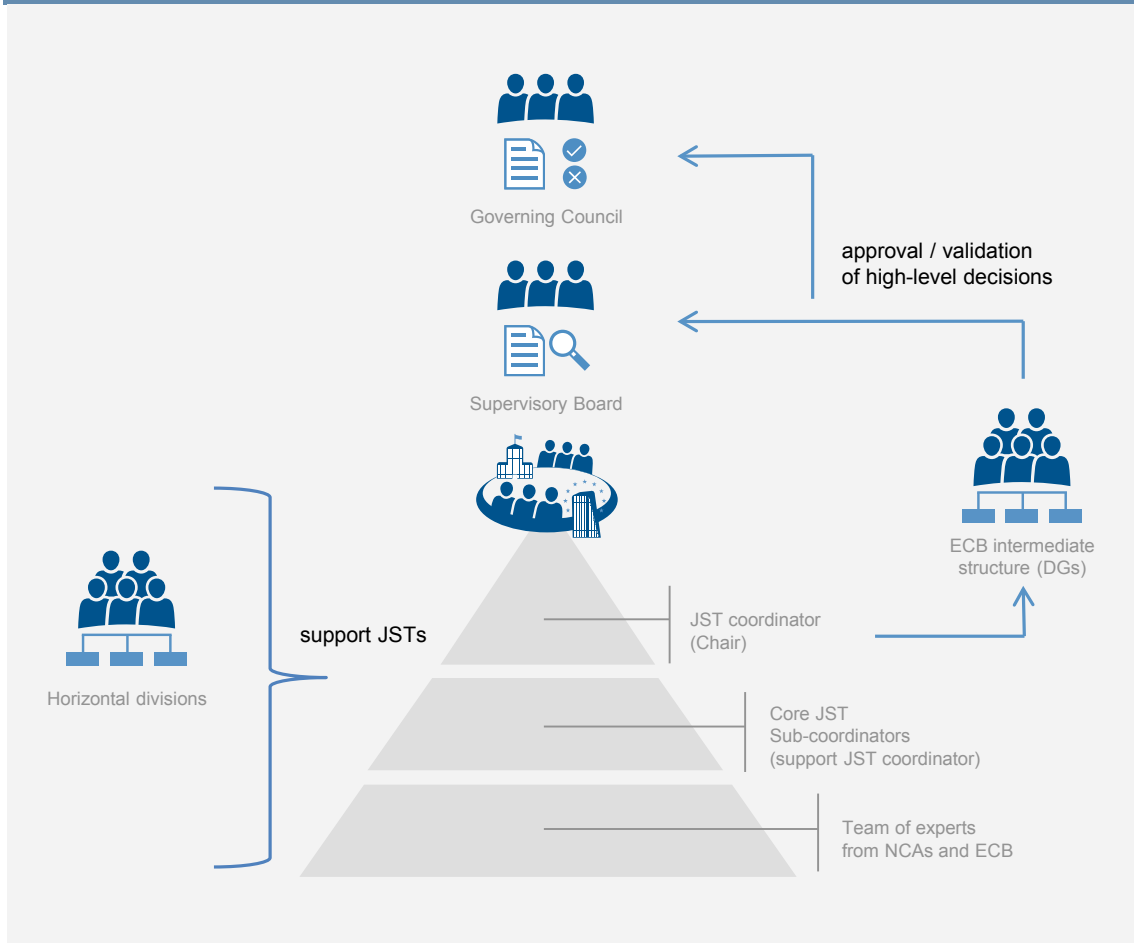 Governing Council
approval / validation
of high-level decisions
Supervisory Board
ECB intermediate
structure (DGs)
support JSTs
JST coordinator
(Chair)
Horizontal divisions
Core JST
Sub-coordinators
(support JST coordinator)
Team of experts
from NCAs and ECB